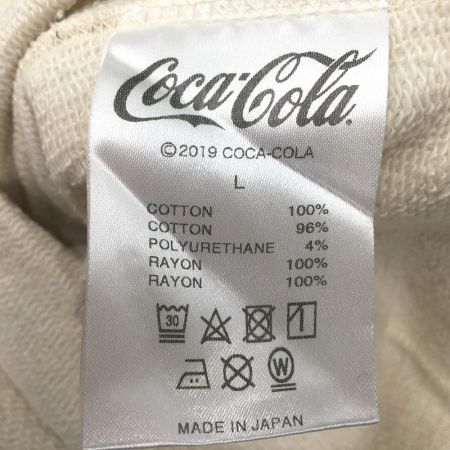 Coca-Cola
©2019 COCA-COLA
L
COTTON 100%
COTTON 96%
POLYURETHANE 4%
RAYON 100%
RAYON 100%
30
W
MADE IN JAPAN